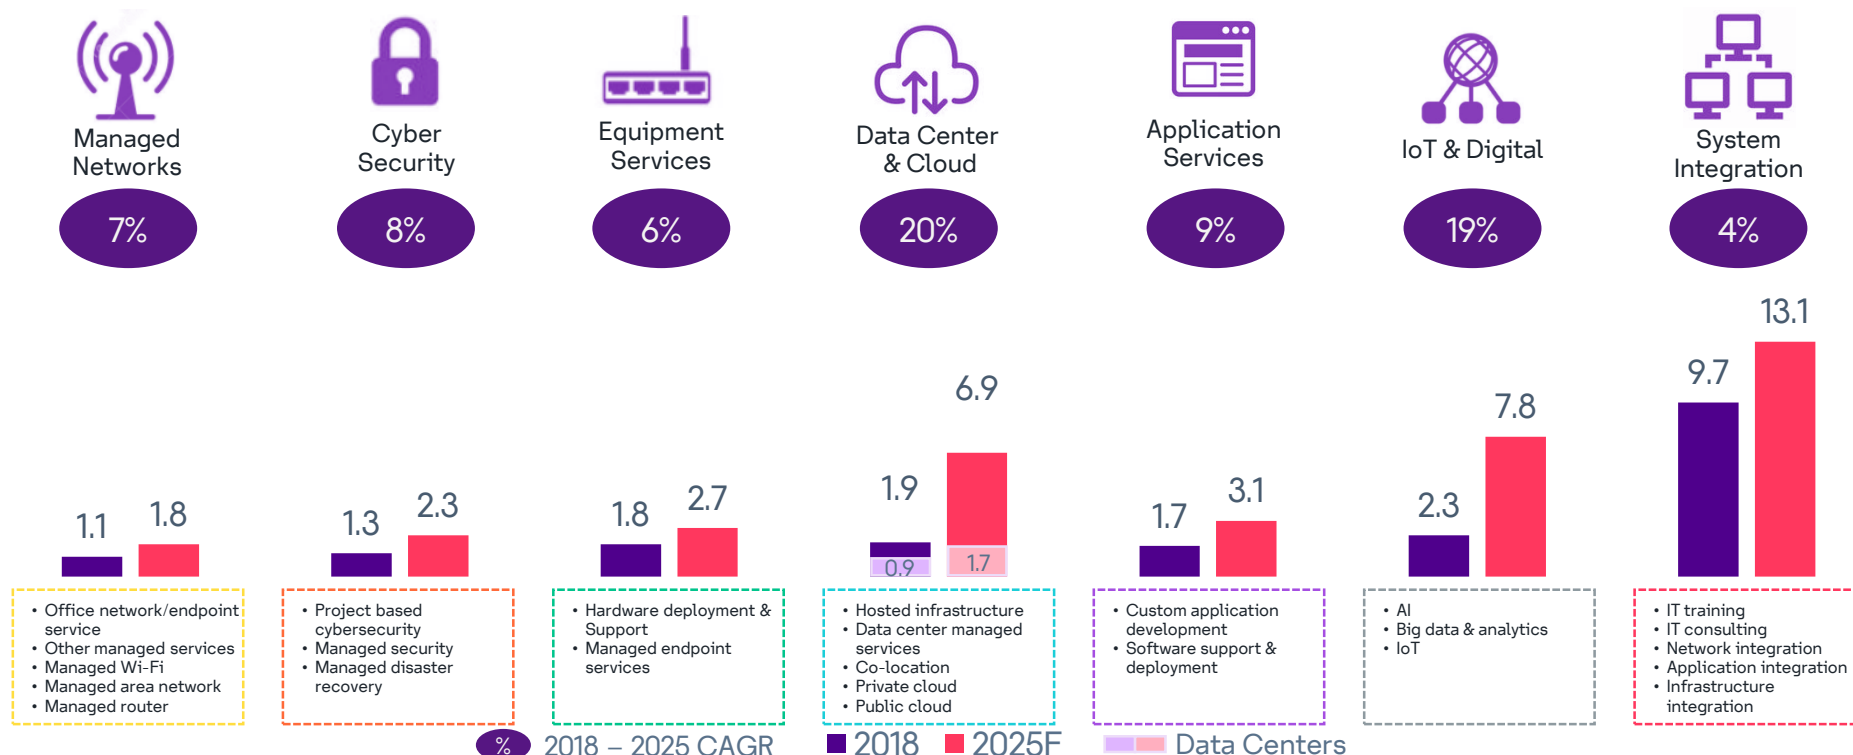 Managed
Networks
Cyber
Security
Equipment
Services
Data Center
& Cloud
Application
Services
IoT & Digital
System
Integration
7%
8%
6%
20%
9%
19%
4%
1.1
1.8
1.3
2.3
1.8
2.7
1.9
6.9
0.9
1.7
1.7
3.1
2.3
7.8
9.7
13.1
• Office network/endpoint
service
• Other managed services
• Managed Wi-Fi
• Managed area network
• Managed router
• Project based
cybersecurity
• Managed security
• Managed disaster
recovery
• Hardware deployment &
Support
• Managed endpoint
services
• Hosted infrastructure
• Data center managed
services
• Co-location
• Private cloud
• Public cloud
• Custom application
development
• Software support &
deployment
• AI
• Big data & analytics
• IoT
• IT training
• IT consulting
• Network integration
• Application integration
• Infrastructure
integration
% 2018 – 2025 CAGR
2018
2025F
Data Centers